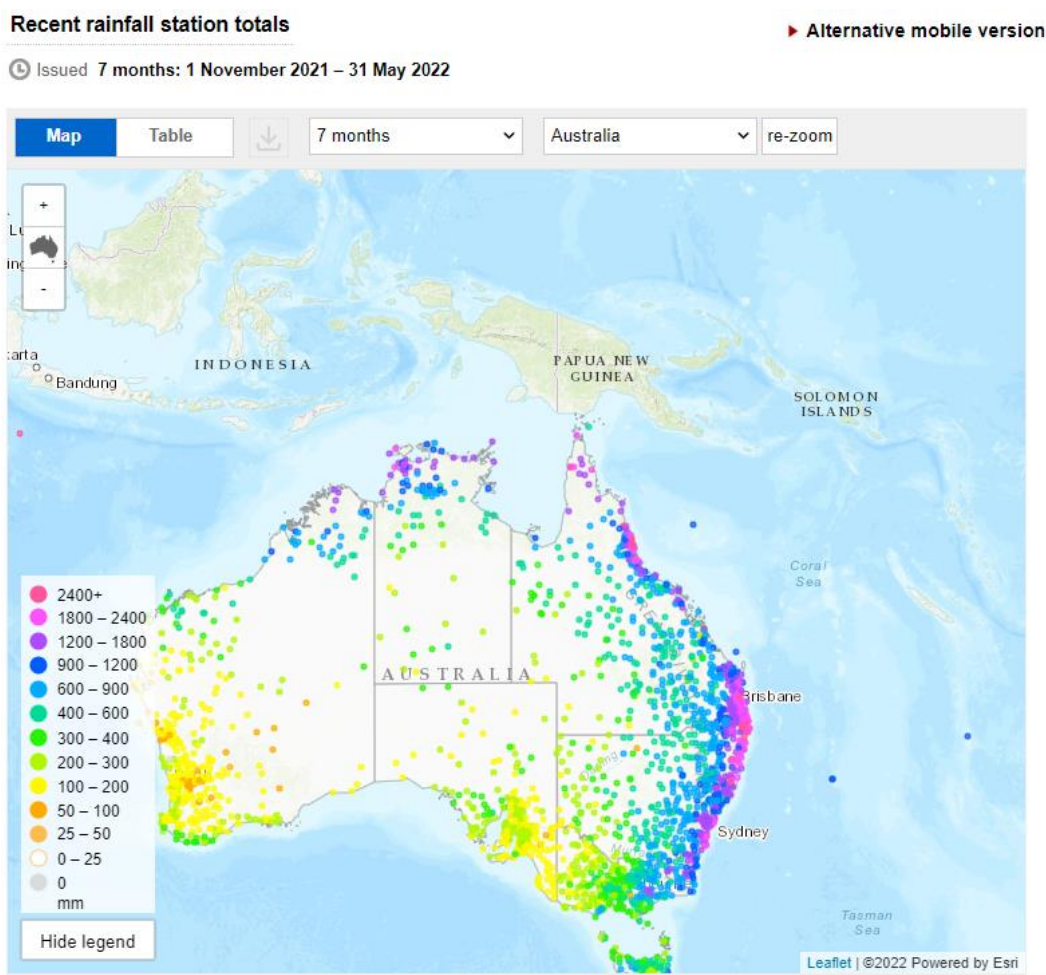 Recent rainfall station totals
Alternative mobile version
Issued 7 months: 1 November 2021 – 31 May 2022
Map
Table
7 months
Australia
re-zoom
+
-
INDONESIA
Bandung
PAPUA NEW
GUINEA
SOLOMON
ISLANDS
Coral
Sea
AUSTRALIA
Brisbane
Sydney
Tasman
Sea
2400+
1800 – 2400
1200 – 1800
900 – 1200
600 – 900
400 – 600
300 – 400
200 – 300
100 – 200
50 – 100
25 – 50
0 – 25
0
mm
Hide legend
Leaflet | ©2022 Powered by Esri